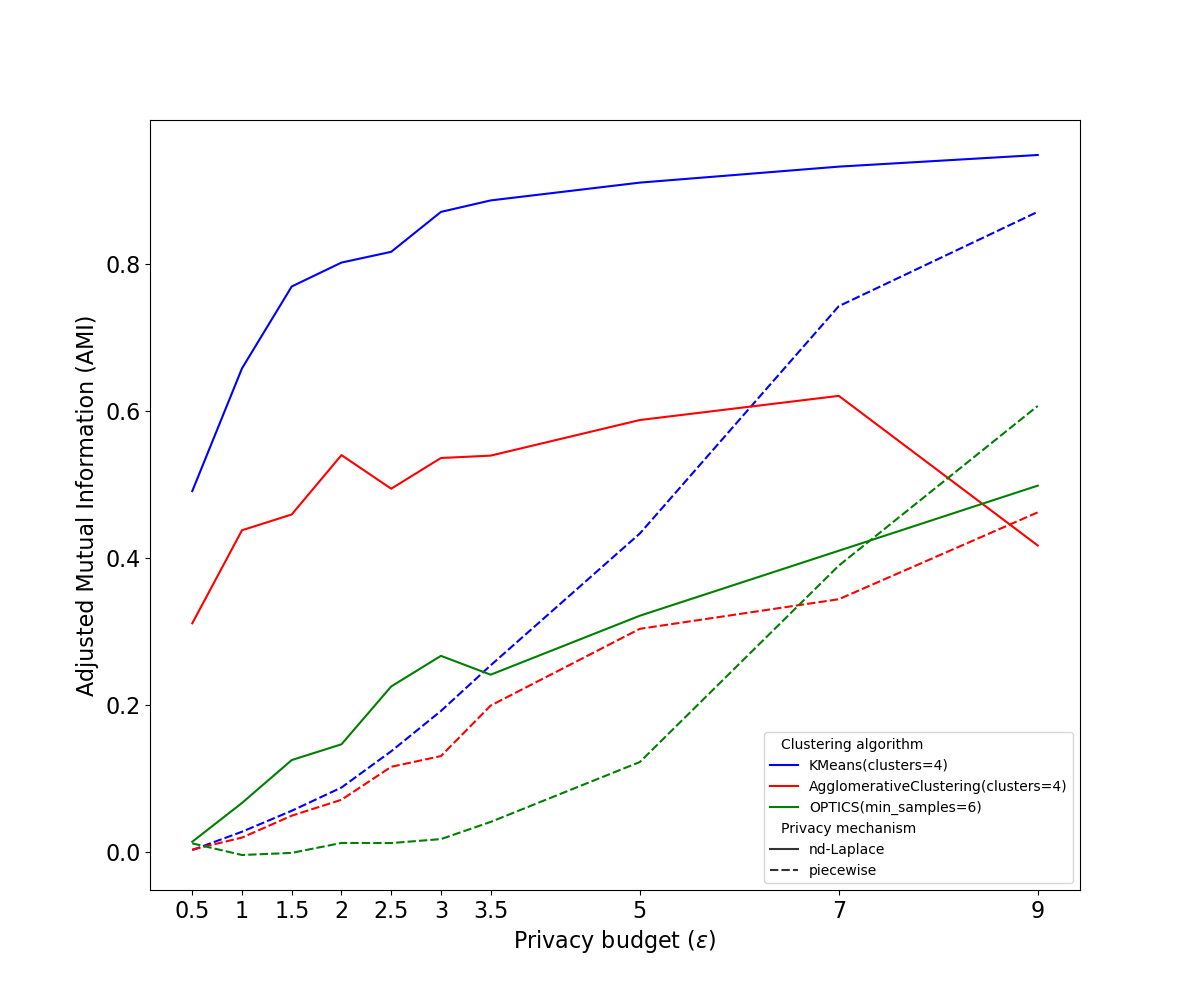 0.8
0.6
0.4
0.2
0.0
Adjusted Mutual Information (AMI)
Clustering algorithm
KMeans(clusters=4)
AgglomerativeClustering(clusters=4)
OPTICS(min_samples=6)
Privacy mechanism
nd-Laplace
piecewise
0.5 1 1.5 2 2.5 3 3.5 5 7 9
Privacy budget (ε)